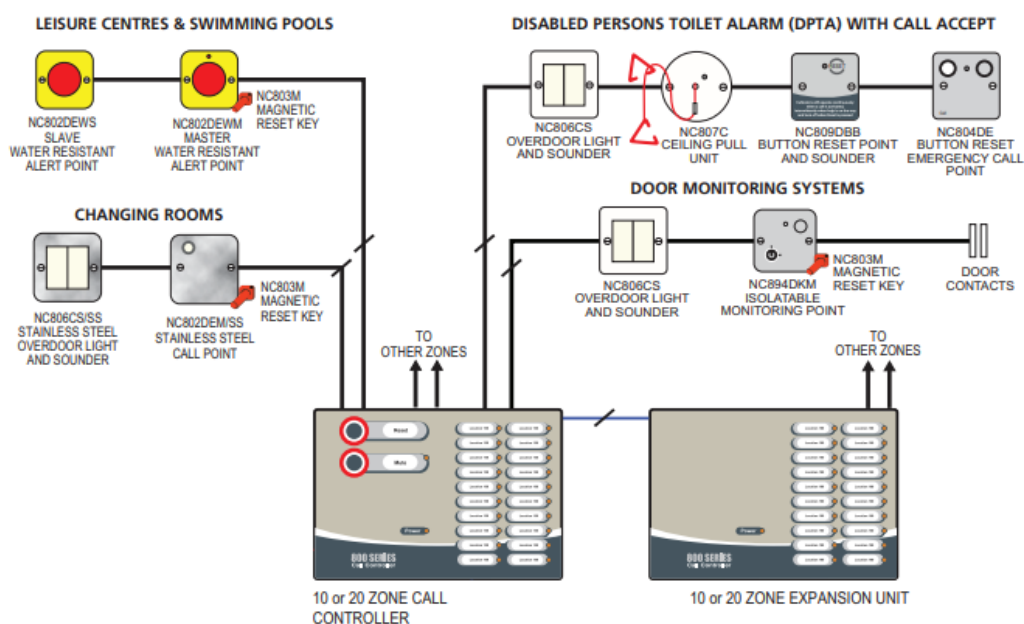 LEISURE CENTRES & SWIMMING POOLS
NC802DEWS
SLAVE
WATER RESISTANT
ALERT POINT
NC802DEWM
MASTER
WATER RESISTANT
ALERT POINT
NC803M
MAGNETIC
RESET KEY
DISABLED PERSONS TOILET ALARM (DPTA) WITH CALL ACCEPT
NC806CS
OVERDOOR LIGHT
AND SOUNDER
NC807C
CEILING PULL
UNIT
NC809DBB
BUTTON RESET POINT
AND SOUNDER
NC804DE
BUTTON RESET
EMERGENCY CALL
POINT
CHANGING ROOMS
NC806CS/SS
STAINLESS STEEL
OVERDOOR LIGHT
AND SOUNDER
NC802DEM/SS
STAINLESS STEEL
CALL POINT
NC803M
MAGNETIC
RESET KEY
DOOR MONITORING SYSTEMS
NC806CS
OVERDOOR LIGHT
AND SOUNDER
NC894DKM
ISOLATABLE
MONITORING POINT
NC803M
MAGNETIC
RESET KEY
DOOR
CONTACTS
TO
OTHER ZONES
TO
OTHER ZONES
Reset
Mute
Power
800 SERIES
Call Controller
10 or 20 ZONE CALL
CONTROLLER
Power
800 SERIES
Call Controller
10 or 20 ZONE EXPANSION UNIT